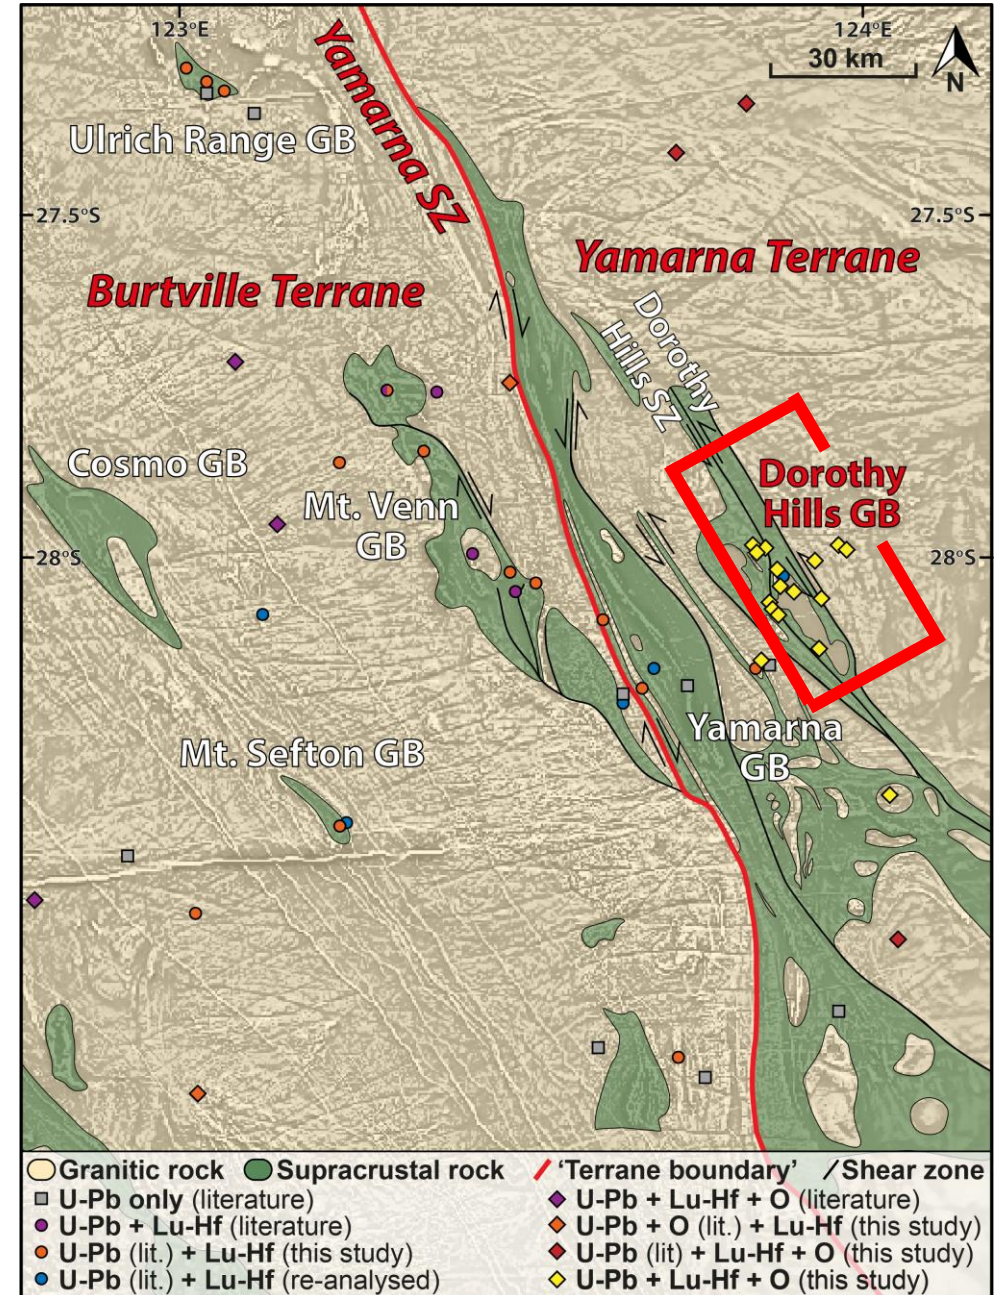 123°E
124°E
30 km
N
Yamarna SZ
Ulrich Range GB
27.5°S
27.5°S
Yamarna Terrane
Burtville Terrane
Dorothy
Hills SZ
Cosmo GB
Dorothy
Hills GB
Mt. Venn
GB
28°S
28°S
Yamarna
GB
Mt. Sefton GB
Granitic rock
Supracrustal rock
'Terrane boundary'
Shear zone
U-Pb only (literature)
U-Pb + Lu-Hf (literature)
U-Pb (lit.) + Lu-Hf (this study)
U-Pb (lit.) + Lu-Hf (re-analysed)
U-Pb + Lu-Hf + O (literature)
U-Pb + O (lit.) + Lu-Hf (this study)
U-Pb (lit) + Lu-Hf + O (this study)
U-Pb + Lu-Hf + O (this study)